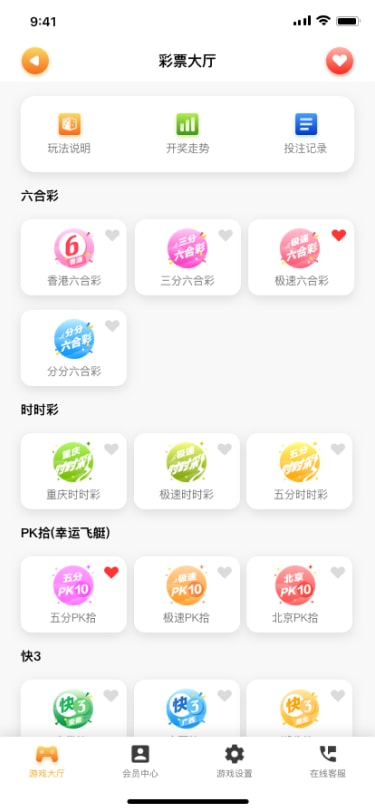 9:41
彩票大厅
玩法说明
开奖走势
投注记录
六合彩
6
香港
三分
六合彩
极速
六合彩
香港六合彩
三分六合彩
极速六合彩
分分
六合彩
分分六合彩
时时彩
重庆
时时彩
极速
时时彩
五分
时时彩
重庆时时彩
极速时时彩
五分时时彩
PK拾(幸运飞艇)
五分
PK10
极速
PK10
北京
PK10
五分PK拾
极速PK拾
北京PK拾
快3
快3
快3
快3
游戏大厅
会员中心
游戏设置
在线客服